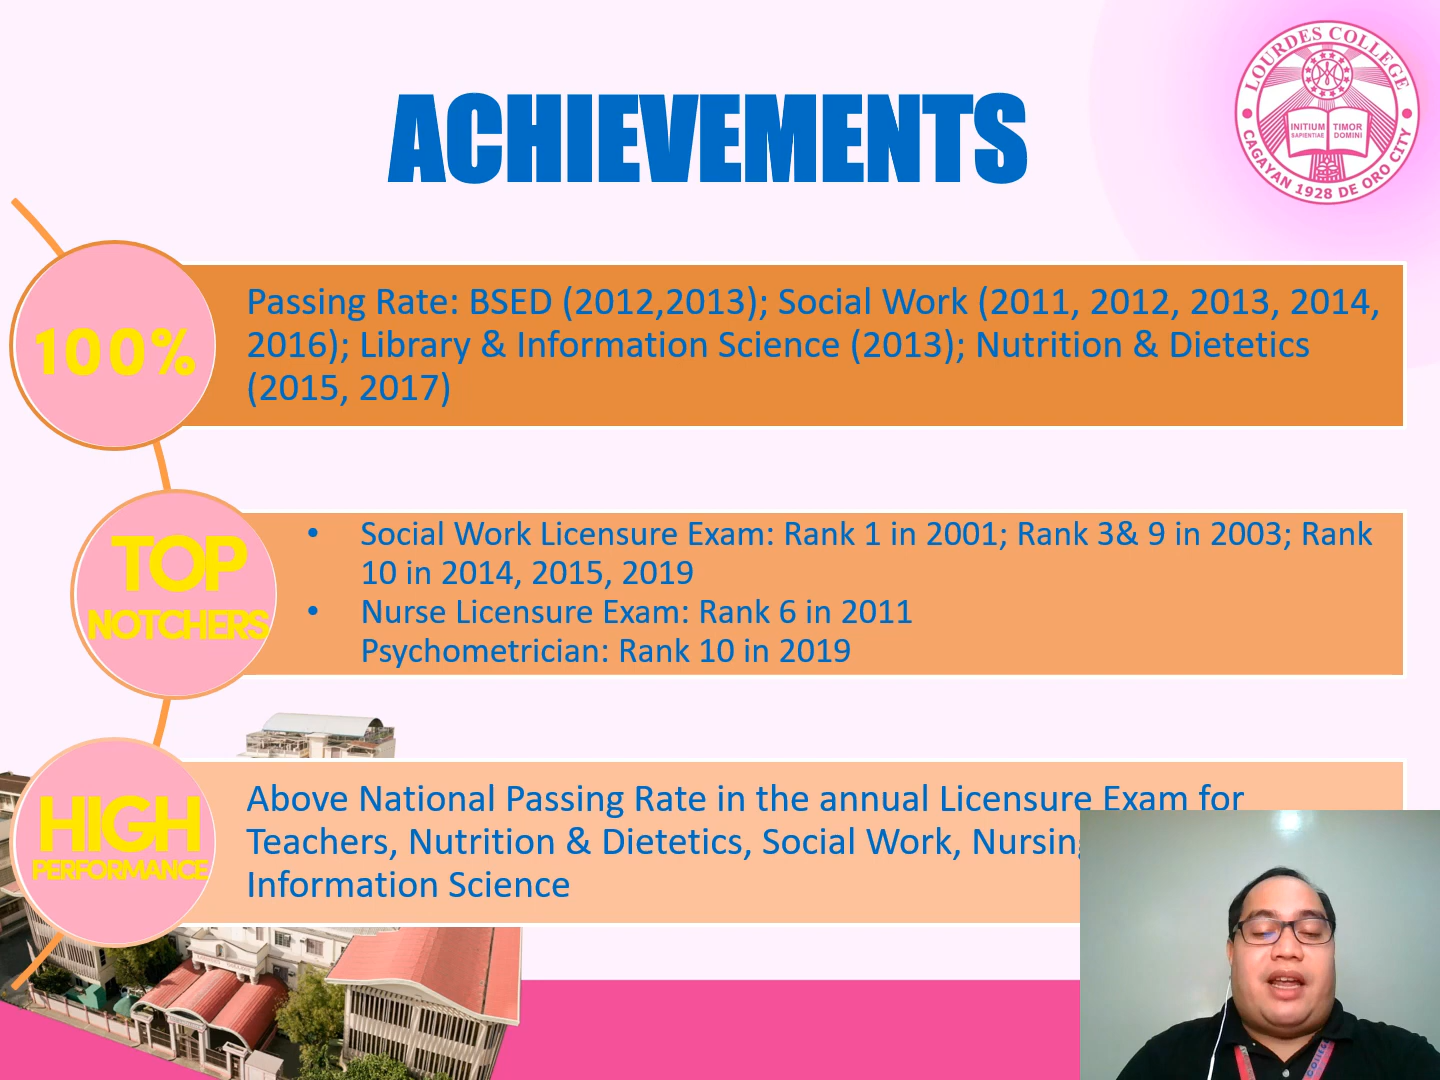 ACHIEVEMENTS
LOURDES COLLEGE
INITIUM TIMOR
SAPIENTIAE DOMINI
CAGAYAN 1928 DE ORO CITY
100%
Passing Rate: BSED (2012,2013); Social Work (2011, 2012, 2013, 2014,
2016); Library & Information Science (2013); Nutrition & Dietetics
(2015, 2017)
TOP
NOTCHERS
• Social Work Licensure Exam: Rank 1 in 2001; Rank 3& 9 in 2003; Rank
10 in 2014, 2015, 2019
• Nurse Licensure Exam: Rank 6 in 2011
Psychometrician: Rank 10 in 2019
HIGH
PERFORMANCE
Above National Passing Rate in the annual Licensure Exam for
Teachers, Nutrition & Dietetics, Social Work, Nursing
Information Science